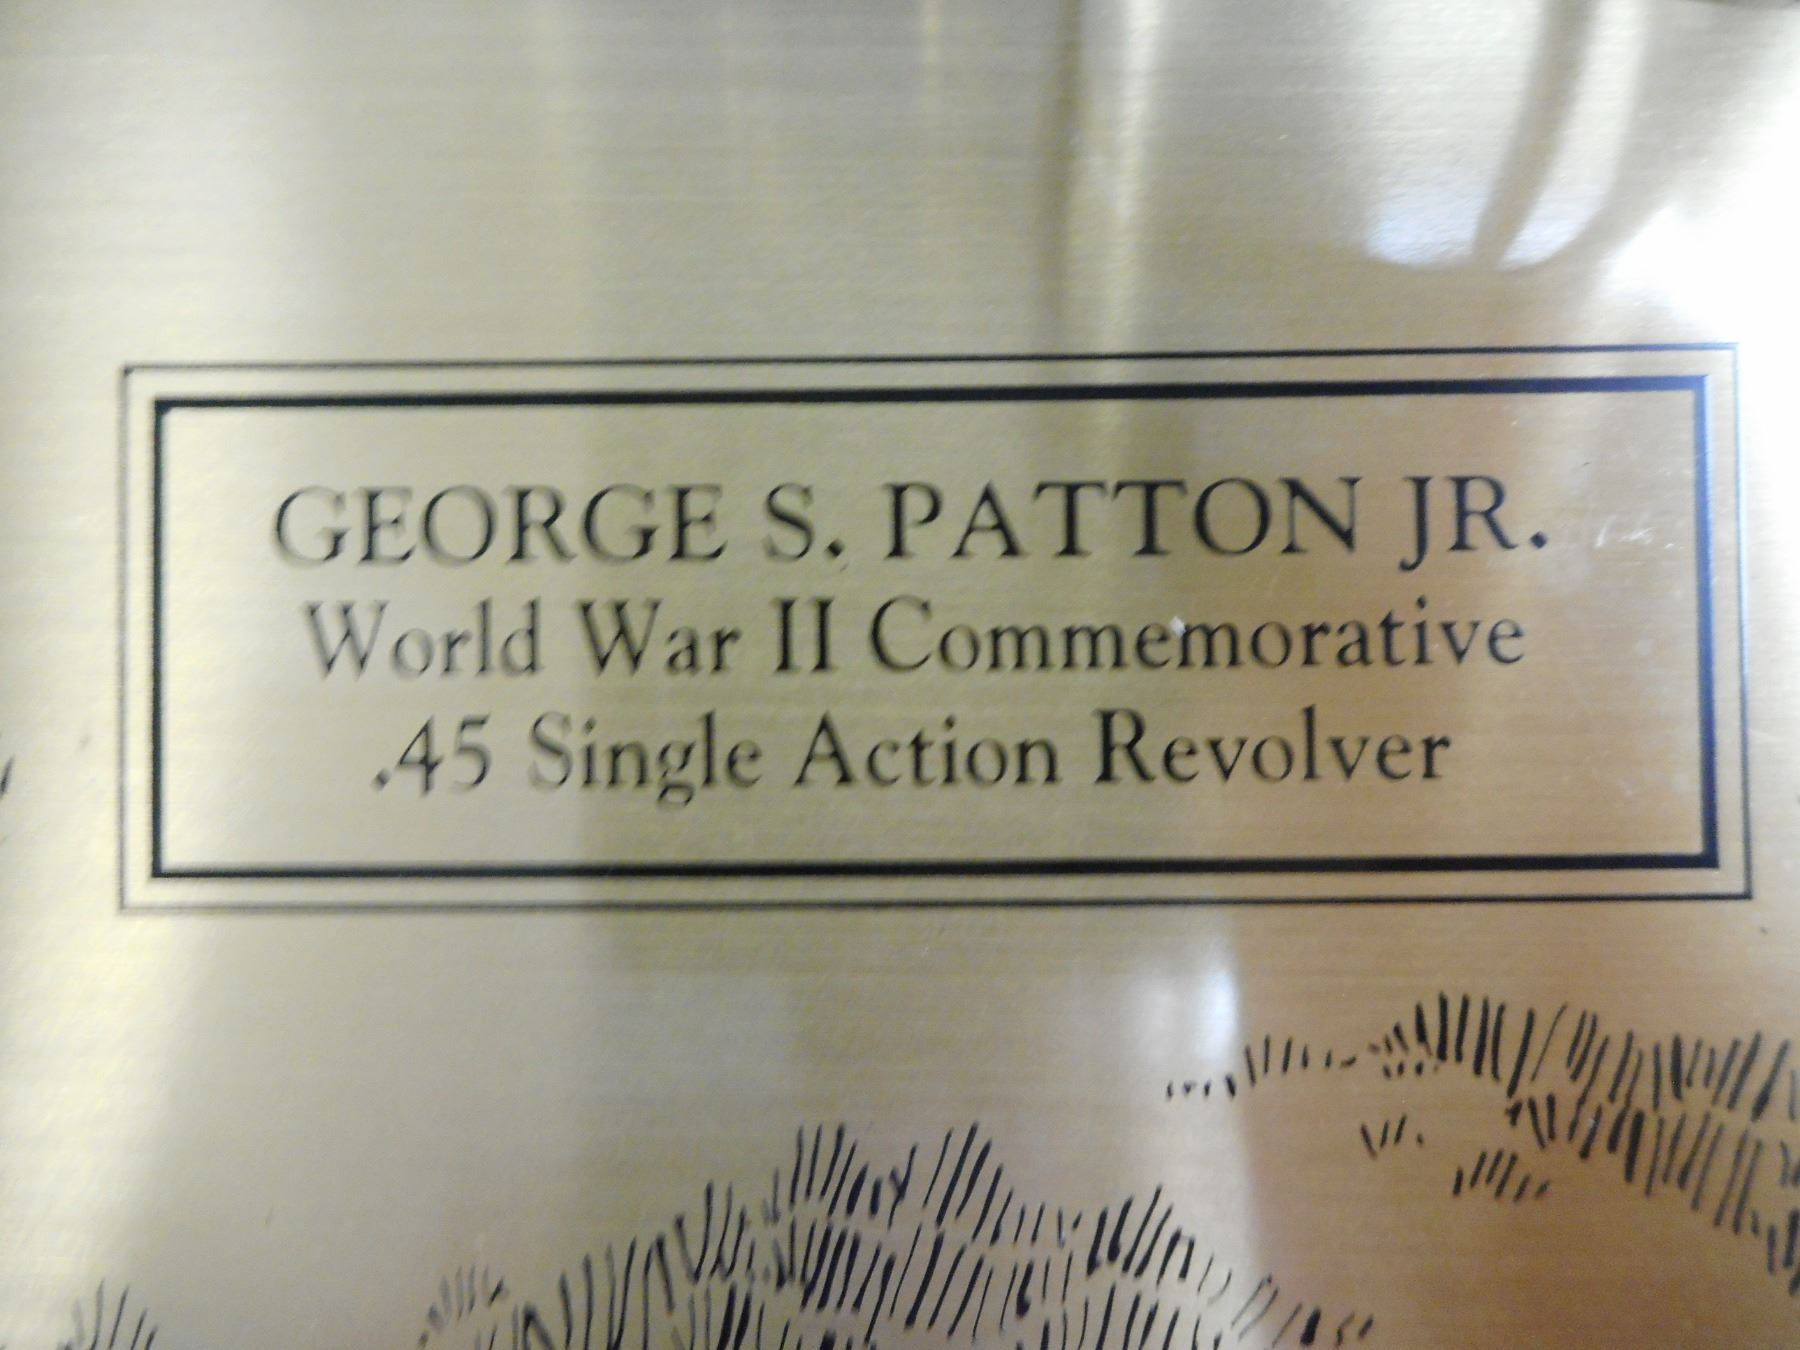 GEORGE S. PATTON JR.
World War II Commemorative
.45 Single Action Revolver